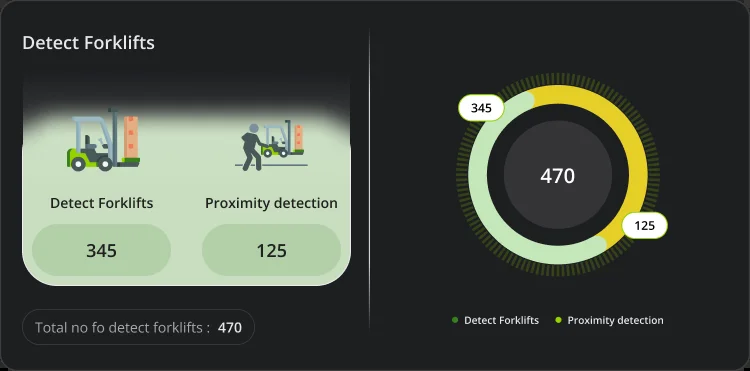 Detect Forklifts
Detect Forklifts
Proximity detection
345
125
Total no fo detect forklifts : 470
345
470
125
Detect Forklifts
Proximity detection